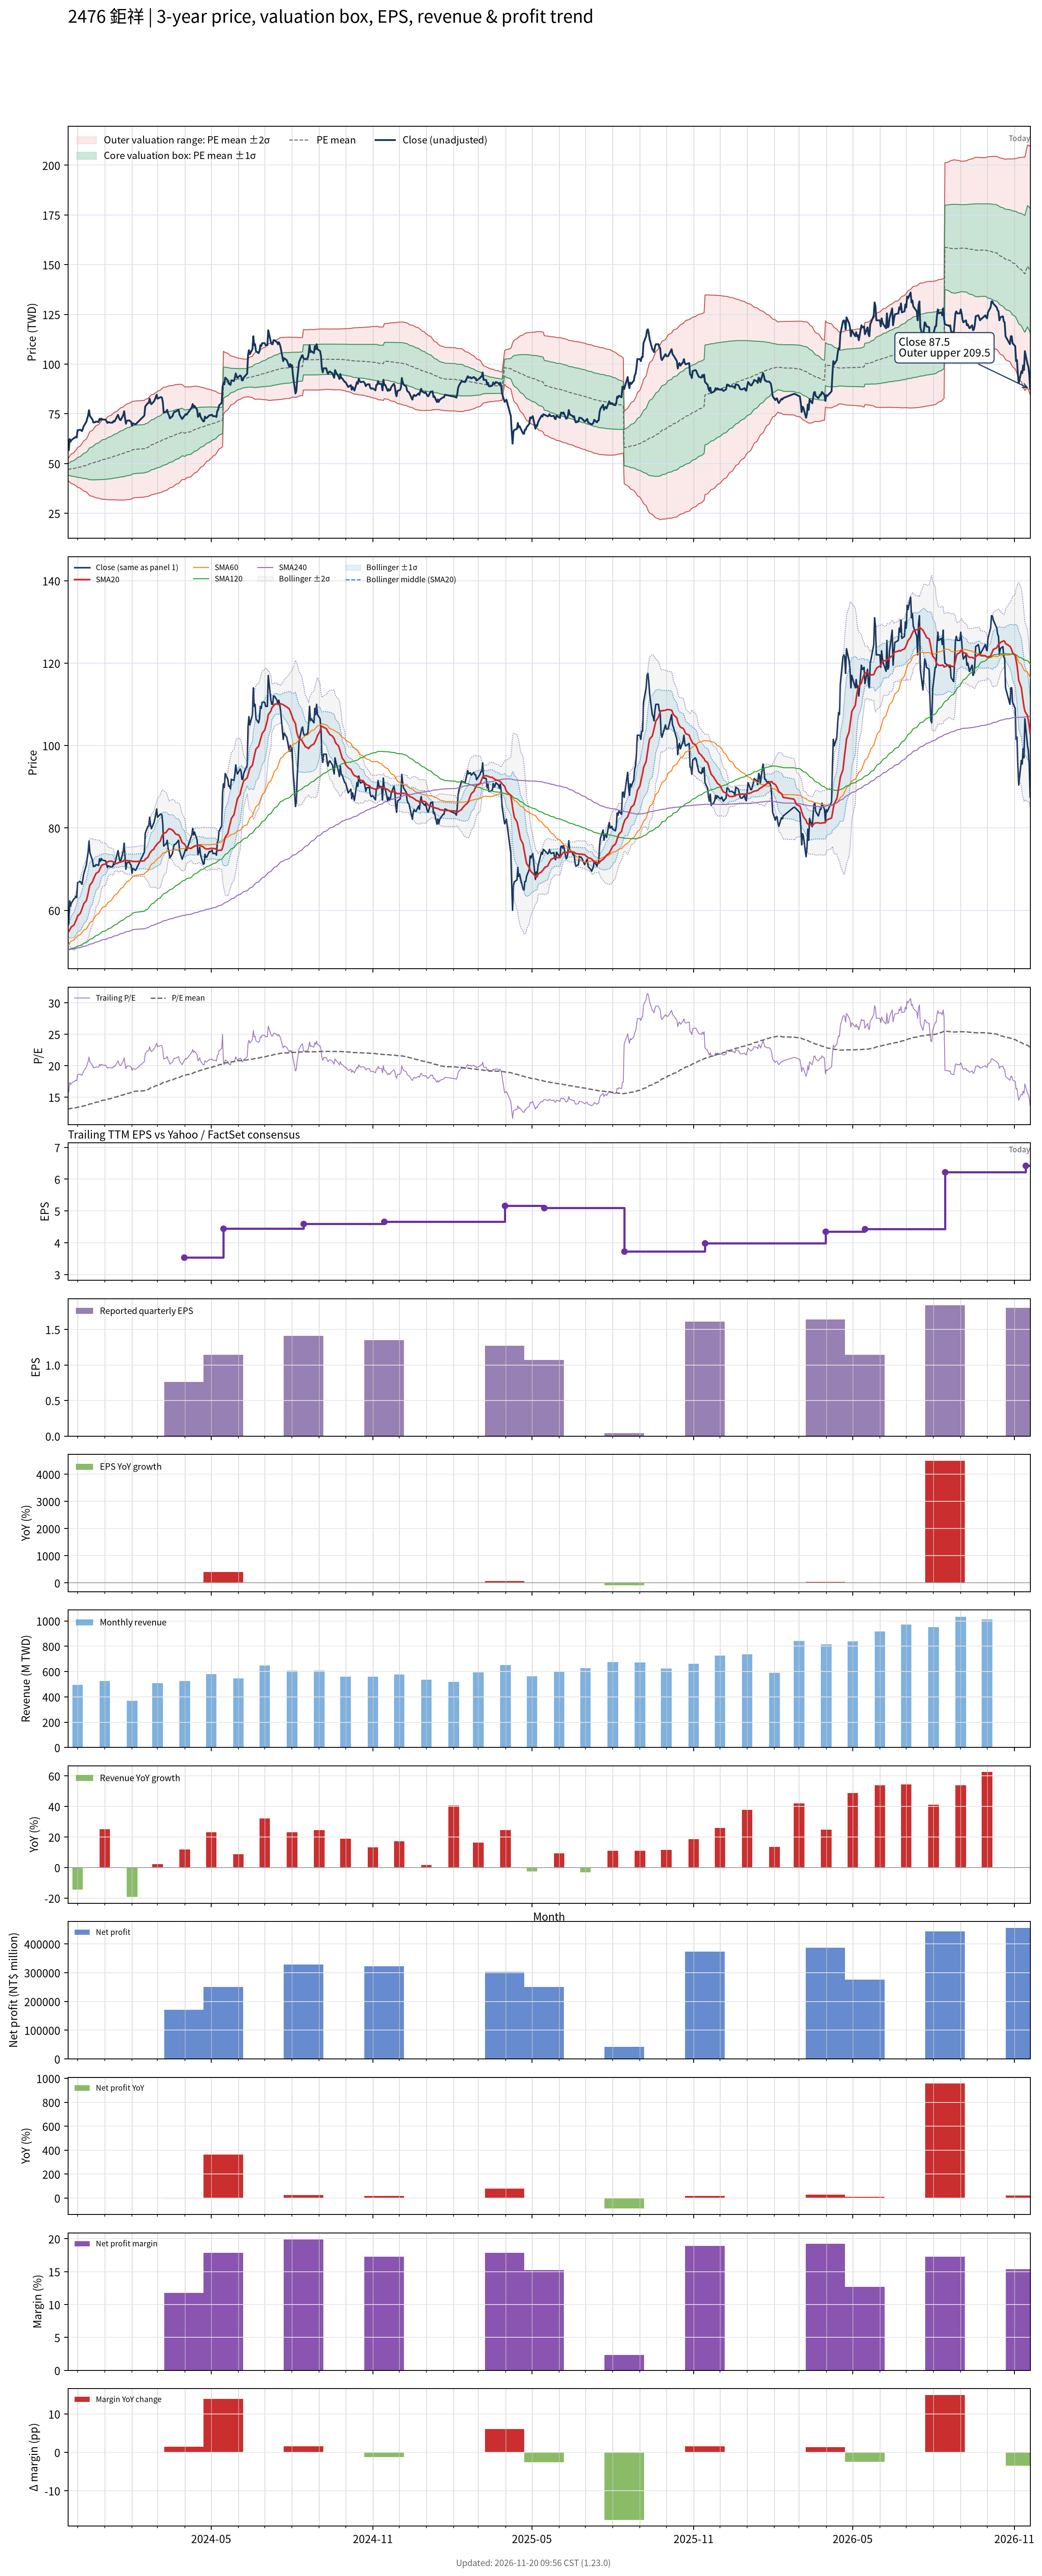 2476 鉅祥 | 3-year price, valuation box, EPS, revenue & profit trend
Outer valuation range: PE mean ±2σ
Core valuation box: PE mean ±1σ
PE mean
Close (unadjusted)
Today
200
175
150
125
100
75
50
25
Price (TWD)
Close 87.5
Outer upper 209.5
Close (same as panel 1)
SMA20
SMA60
SMA120
SMA240
Bollinger ±2σ
Bollinger ±1σ
Bollinger middle (SMA20)
140
120
100
80
60
Price
Trailing P/E
P/E mean
30
25
20
15
P/E
Trailing TTM EPS vs Yahoo / FactSet consensus
Today
7
6
5
4
3
EPS
Reported quarterly EPS
1.5
1.0
0.5
0.0
EPS
EPS YoY growth
4000
3000
2000
1000
0
YoY (%)
Monthly revenue
1000
800
600
400
200
0
Revenue (M TWD)
Revenue YoY growth
60
40
20
0
-20
YoY (%)
Month
Net profit
400000
300000
200000
100000
0
Net profit (NT$ million)
Net profit YoY
1000
800
600
400
200
0
YoY (%)
Net profit margin
20
15
10
5
0
Margin (%)
Margin YoY change
10
0
-10
Δ margin (pp)
2024-05
2024-11
2025-05
2025-11
2026-05
2026-11
Updated: 2026-11-20 09:56 CST (1.23.0)